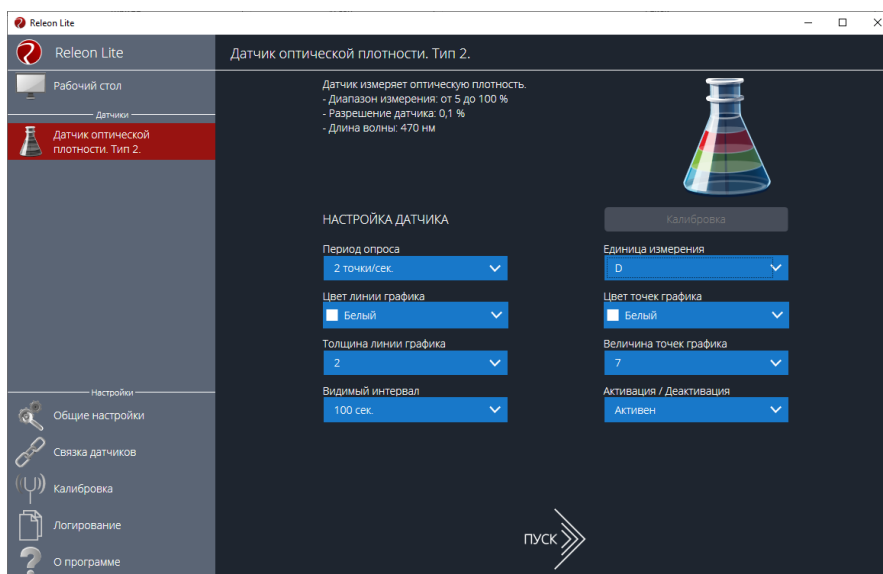 Releon Lite
Releon Lite
Датчик оптической плотности. Тип 2.
Рабочий стол
Датчики
Датчик оптической
плотности. Тип 2.
Датчик измеряет оптическую плотность.
- Диапазон измерения: от 5 до 100 %
- Разрешение датчика: 0,1 %
- Длина волны: 470 нм
НАСТРОЙКА ДАТЧИКА
Калибровка
Период опроса
Единица измерения
2 точки/сек.
D
Цвет линии графика
Цвет точек графика
Белый
Белый
Толщина линии графика
Величина точек графика
2
7
Видимый интервал
Активация / Деактивация
100 сек.
Активен
Настройки
Общие настройки
Связка датчиков
Калибровка
Логирование
О программе
ПУСК